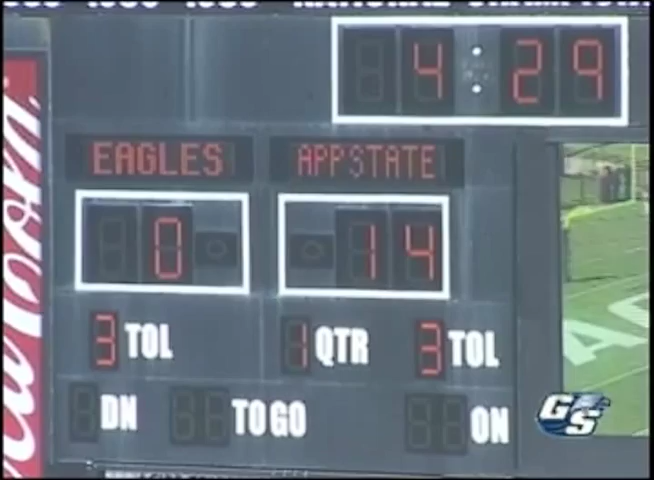 4:29
EAGLES APPSTATE
0 14
3 TOL 1 QTR 3 TOL
DN TO GO ON
GS